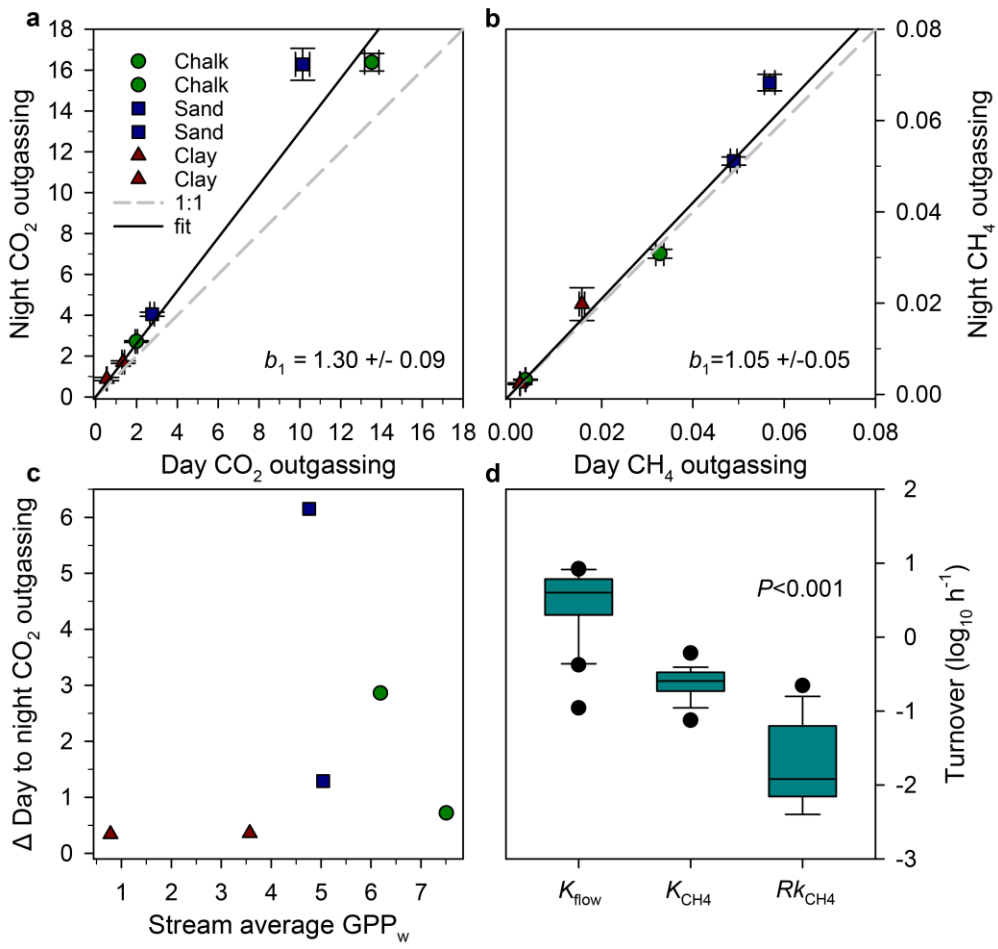 a
18
16
14
12
10
8
6
4
2
0
Night CO₂ outgassing
Chalk
Chalk
Sand
Sand
Clay
Clay
1:1
fit
b₁ = 1.30 +/- 0.09
0 2 4 6 8 10 12 14 16 18
Day CO₂ outgassing
b
0.08
0.06
0.04
0.02
0.00
Night CH₄ outgassing
b₁=1.05 +/-0.05
0.00 0.02 0.04 0.06 0.08
Day CH₄ outgassing
c
6
5
4
3
2
1
0
Δ Day to night CO₂ outgassing
1 2 3 4 5 6 7
Stream average GPPw
d
2
1
0
-1
-2
-3
Turnover (log₁₀ h⁻¹)
P<0.001
Kflow KCH4 RkCH4